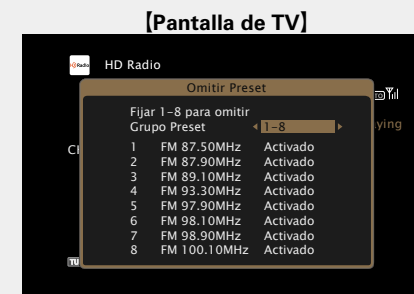 【Pantalla de TV】
HD Radio
Omitir Preset
Fijar 1–8 para omitir
Grupo Preset 1–8
ying
1 FM 87.50MHz Activado
2 FM 87.90MHz Activado
3 FM 89.10MHz Activado
4 FM 93.30MHz Activado
5 FM 97.90MHz Activado
6 FM 98.10MHz Activado
7 FM 98.90MHz Activado
8 FM 100.10MHz Activado
TU